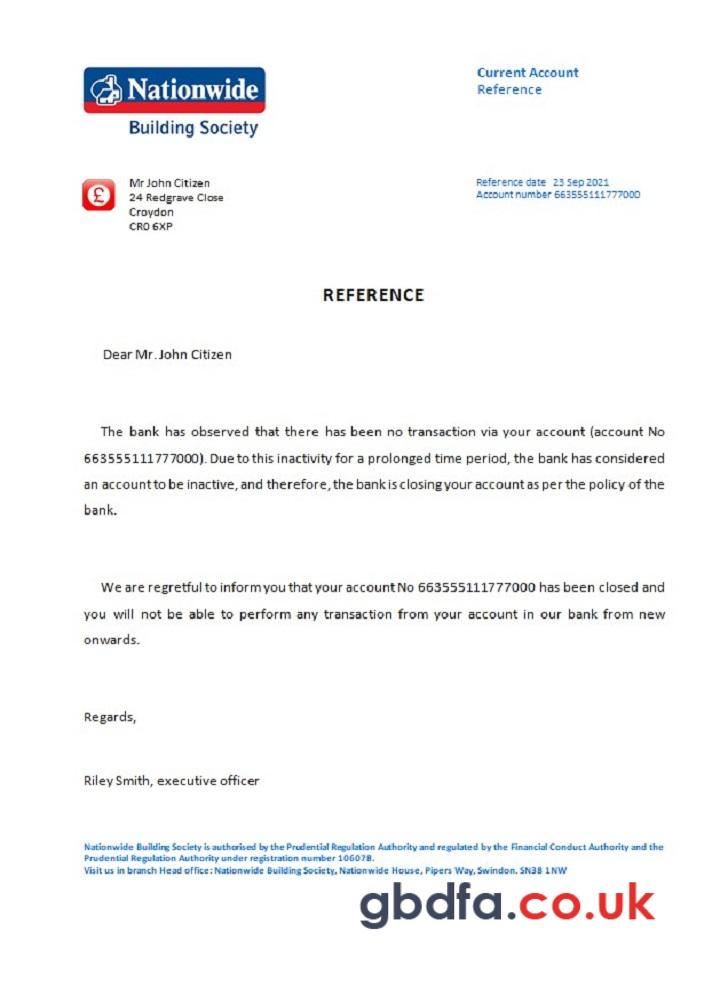 Nationwide
Building Society
Current Account
Reference
£
Mr John Citizen
24 Redgrave Close
Croydon
CR0 6XP
Reference date 23 Sep 2021
Account number 663555111777000
REFERENCE
Dear Mr. John Citizen
The bank has observed that there has been no transaction via your account (account No
663555111777000). Due to this inactivity for a prolonged time period, the bank has considered
an account to be inactive, and therefore, the bank is closing your account as per the policy of the
bank.
We are regretful to inform you that your account No 663555111777000 has been closed and
you will not be able to perform any transaction from your account in our bank from new
onwards.
Regards,
Riley Smith, executive officer
Nationwide Building Society is authorised by the Prudential Regulation Authority and regulated by the Financial Conduct Authority and the
Prudential Regulation Authority under registration number 106078.
Visit us in branch Head office: Nationwide Building Society, Nationwide House, Pipers Way, Swindon. SN38 1NW
gbdfa.co.uk